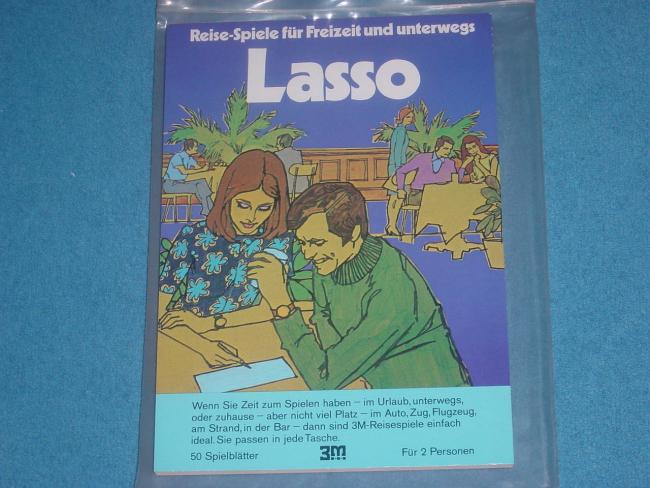 Reise-Spiele für Freizeit und unterwegs
Lasso
Wenn Sie Zeit zum Spielen haben – im Urlaub, unterwegs,
oder zuhause – aber nicht viel Platz – im Auto, Zug, Flugzeug,
am Strand, in der Bar – dann sind 3M-Reisespiele einfach
ideal. Sie passen in jede Tasche.
50 Spielblätter 3M Für 2 Personen